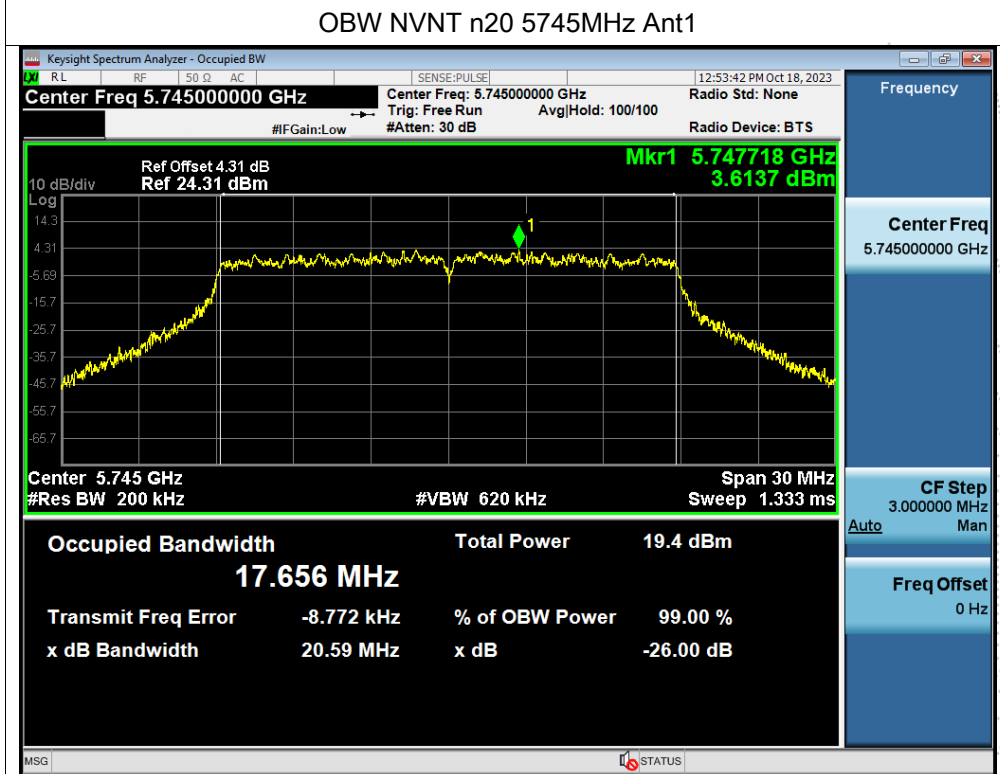 OBW NVNT n20 5745MHz Ant1
Keysight Spectrum Analyzer - Occupied BW
LXI RL RF 50 Ω AC SENSE:PULSE 12:53:42 PM Oct 18, 2023
Center Freq 5.745000000 GHz
Center Freq: 5.745000000 GHz
Radio Std: None
Trig: Free Run Avg|Hold: 100/100
#IFGain:Low
#Atten: 30 dB
Radio Device: BTS
Frequency
Mkr1 5.747718 GHz
3.6137 dBm
Ref Offset 4.31 dB
10 dB/div Ref 24.31 dBm
Log
14.3
4.31
-5.69
-15.7
-25.7
-35.7
-45.7
-55.7
-65.7
1
Center 5.745 GHz Span 30 MHz
#Res BW 200 kHz #VBW 620 kHz Sweep 1.333 ms
Center Freq
5.745000000 GHz
CF Step
3.000000 MHz
Auto Man
Freq Offset
0 Hz
Occupied Bandwidth Total Power 19.4 dBm
17.656 MHz
Transmit Freq Error -8.772 kHz % of OBW Power 99.00 %
x dB Bandwidth 20.59 MHz x dB -26.00 dB
MSG STATUS